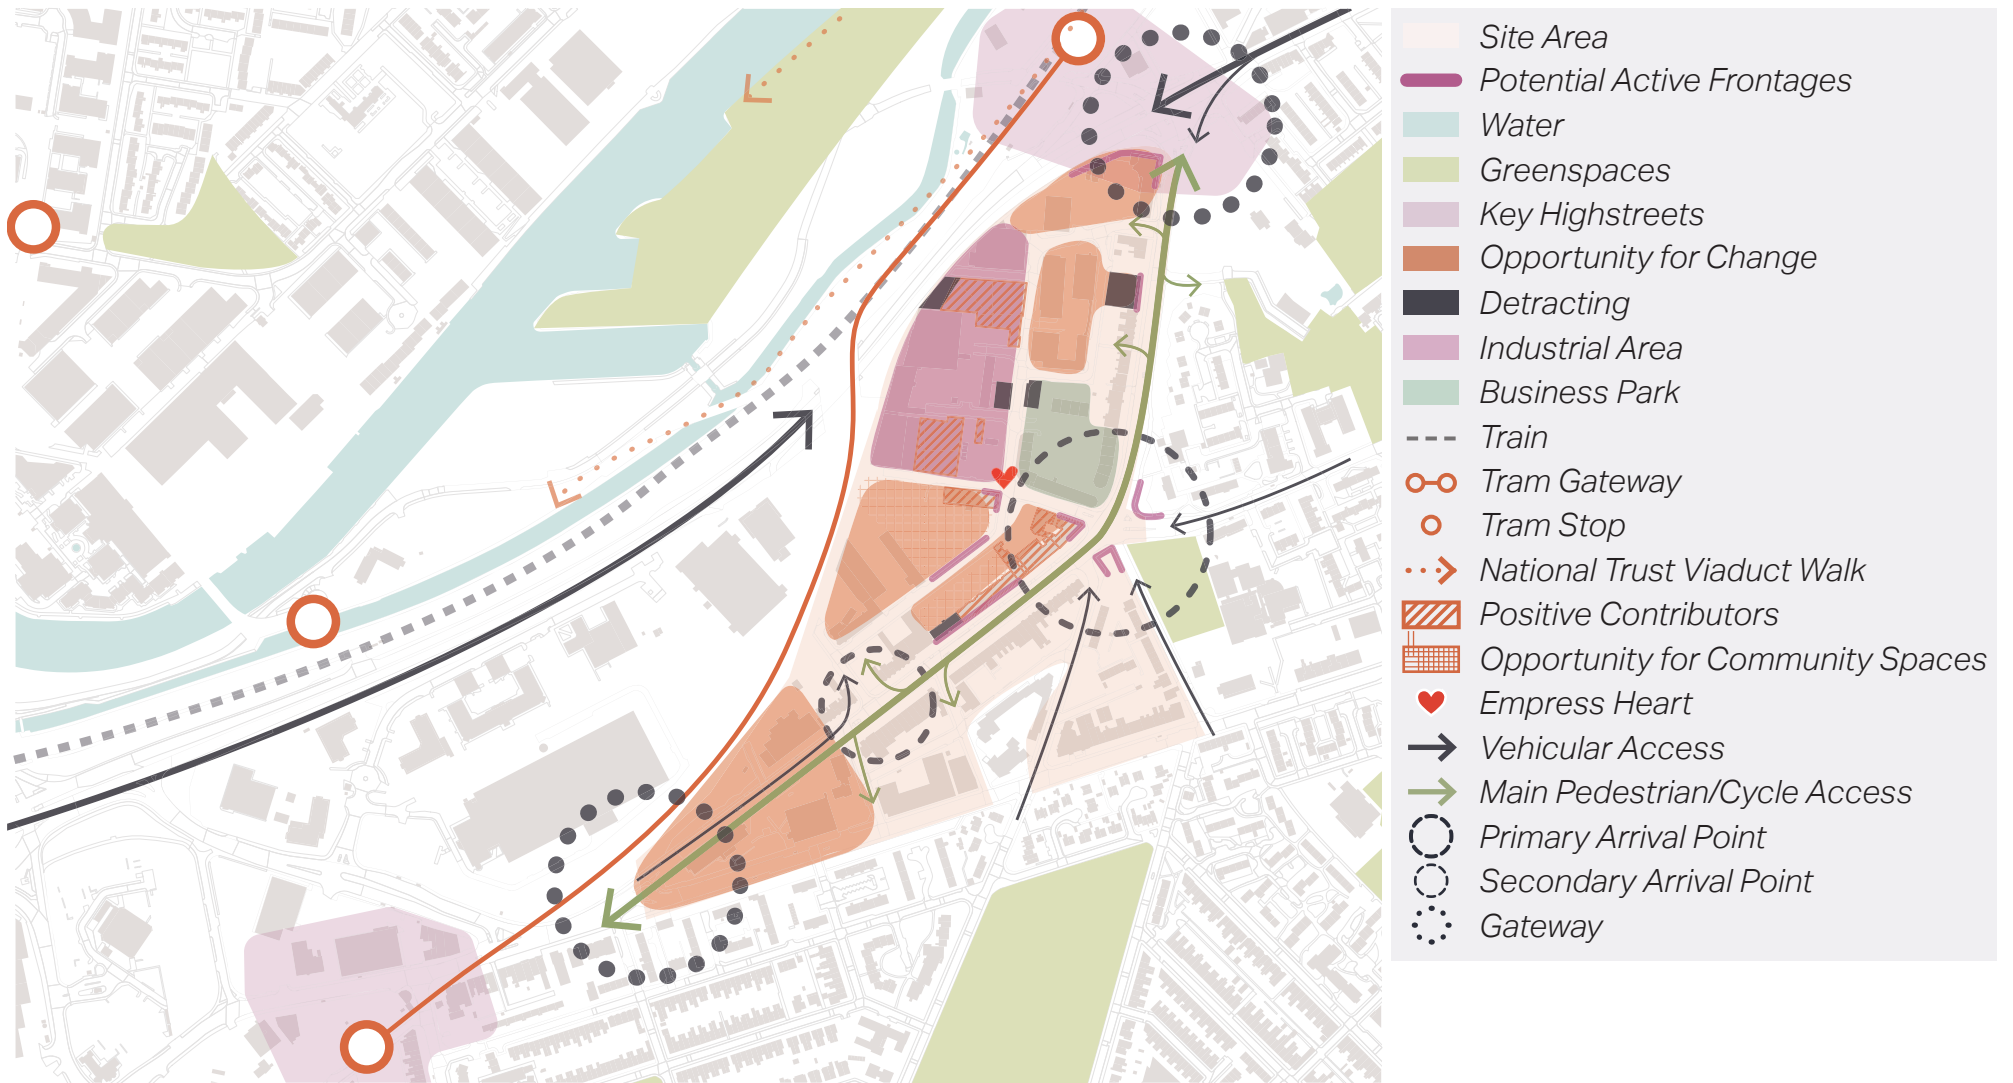 Site Area
Potential Active Frontages
Water
Greenspaces
Key Highstreets
Opportunity for Change
Detracting
Industrial Area
Business Park
Train
Tram Gateway
Tram Stop
National Trust Viaduct Walk
Positive Contributors
Opportunity for Community Spaces
Empress Heart
Vehicular Access
Main Pedestrian/Cycle Access
Primary Arrival Point
Secondary Arrival Point
Gateway